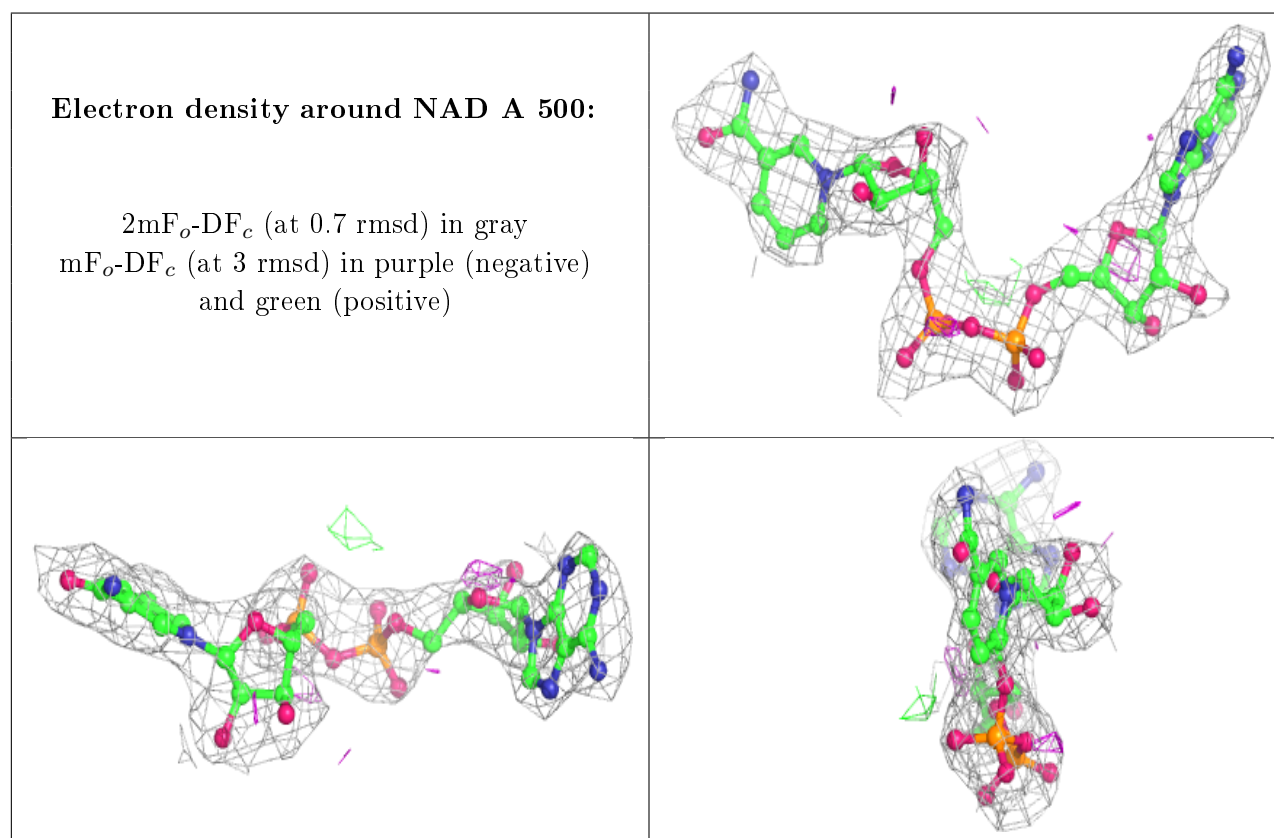 Electron density around NAD A 500:
2mFₒ-DF𝒸 (at 0.7 rmsd) in gray
mFₒ-DF𝒸 (at 3 rmsd) in purple (negative)
and green (positive)